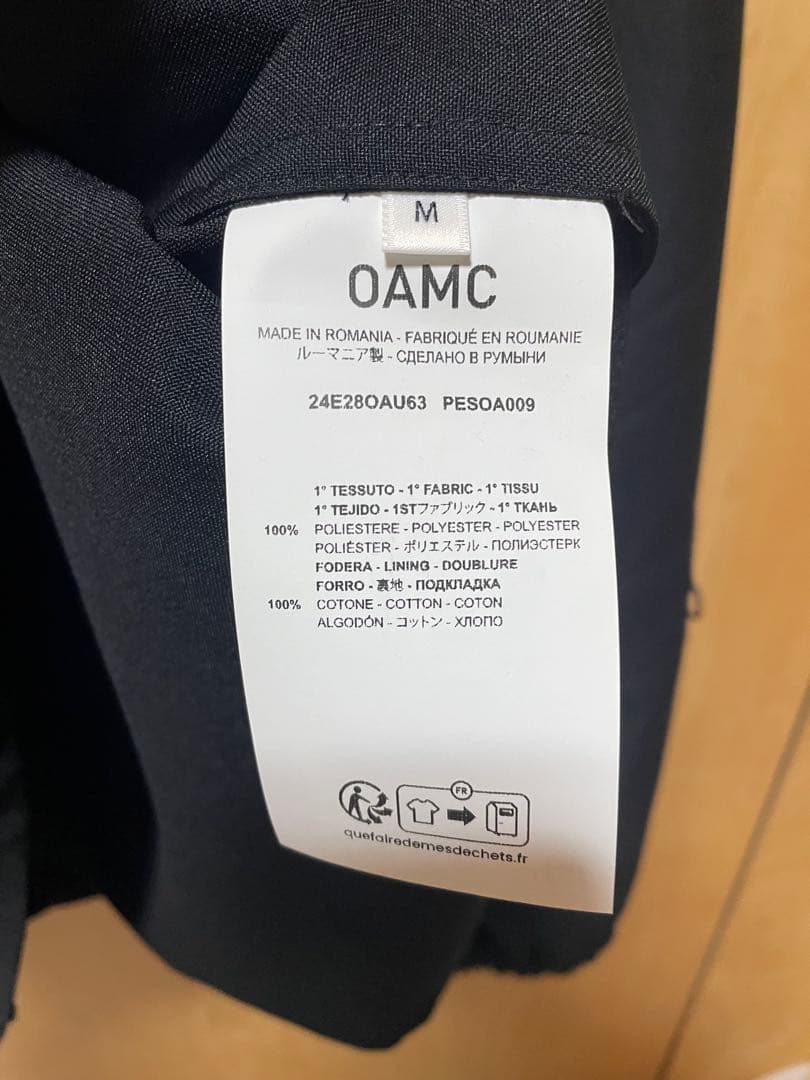 M
OAMC
MADE IN ROMANIA - FABRIQUÉ EN ROUMANIE
ルーマニア製 - СДЕЛАНО В РУМЫНИ
24E28OAU63 PESOA009
1° TESSUTO - 1° FABRIC - 1° TISSU
1° TEJIDO - 1STファブリック - 1° ТКАНЬ
100% POLIESTERE - POLYESTER - POLYESTER
POLIÉSTER - ポリエステル - ПОЛИЭСТЕРК
FODERA - LINING - DOUBLURE
FORRO - 裏地 - ПОДКЛАДКА
100% COTONE - COTTON - COTON
ALGODÓN - コットン - ХЛОПО
FR
quefairedemesdechets.fr